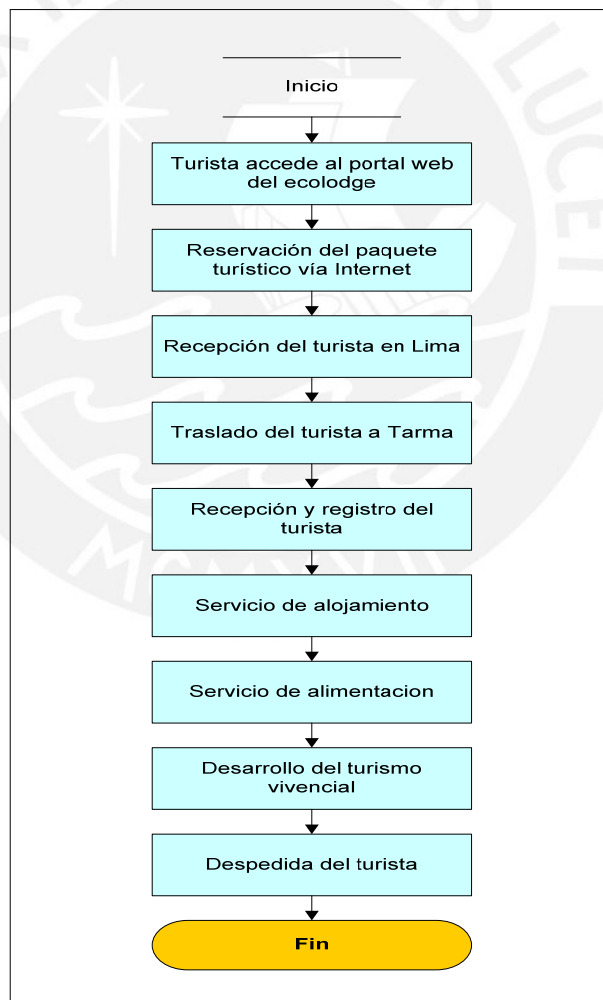 Inicio
Turista accede al portal web
del ecolodge
Reservación del paquete
turístico vía Internet
Recepción del turista en Lima
Traslado del turista a Tarma
Recepción y registro del
turista
Servicio de alojamiento
Servicio de alimentacion
Desarrollo del turismo
vivencial
Despedida del turista
Fin
LUCET
MCMXVII